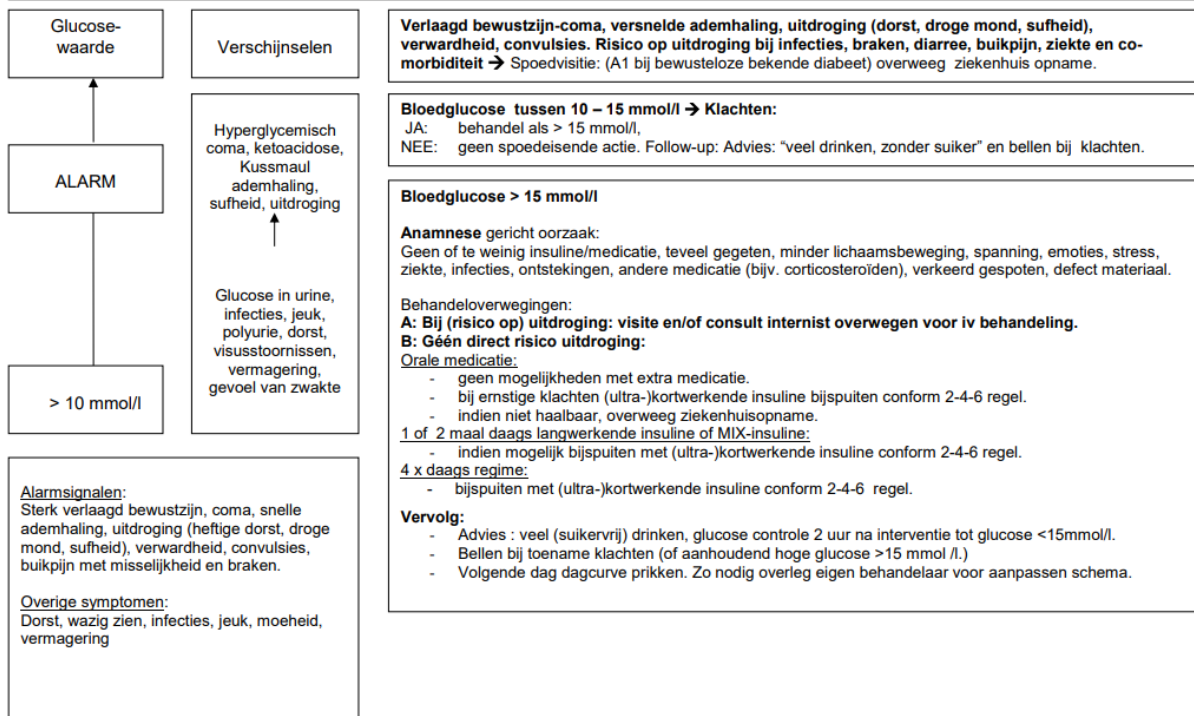 Glucose-
waarde
Verschijnselen
Verlaagd bewustzijn-coma, versnelde ademhaling, uitdroging (dorst, droge mond, sufheid),
verwardheid, convulsies. Risico op uitdroging bij infecties, braken, diarree, buikpijn, ziekte en co-
morbiditeit → Spoedvisitie: (A1 bij bewusteloze bekende diabeet) overweeg ziekenhuis opname.
ALARM
> 10 mmol/l
Hyperglycemisch
coma, ketoacidose,
Kussmaul
ademhaling,
sufheid, uitdroging
Glucose in urine,
infecties, jeuk,
polyurie, dorst,
visusstoornissen,
vermagering,
gevoel van zwakte
Bloedglucose tussen 10 – 15 mmol/l → Klachten:
JA: behandel als > 15 mmol/l,
NEE: geen spoedeisende actie. Follow-up: Advies: “veel drinken, zonder suiker” en bellen bij klachten.
Bloedglucose > 15 mmol/l
Anamnese gericht oorzaak:
Geen of te weinig insuline/medicatie, teveel gegeten, minder lichaamsbeweging, spanning, emoties, stress,
ziekte, infecties, ontstekingen, andere medicatie (bijv. corticosteroïden), verkeerd gespoten, defect materiaal.
Behandeloverwegingen:
A: Bij (risico op) uitdroging: visite en/of consult internist overwegen voor iv behandeling.
B: Géén direct risico uitdroging:
Orale medicatie:
- geen mogelijkheden met extra medicatie.
- bij ernstige klachten (ultra-)kortwerkende insuline bijspuiten conform 2-4-6 regel.
- indien niet haalbaar, overweeg ziekenhuisopname.
1 of 2 maal daags langwerkende insuline of MIX-insuline:
- indien mogelijk bijspuiten met (ultra-)kortwerkende insuline conform 2-4-6 regel.
4 x daags regime:
- bijspuiten met (ultra-)kortwerkende insuline conform 2-4-6 regel.
Vervolg:
- Advies : veel (suikervrij) drinken, glucose controle 2 uur na interventie tot glucose <15mmol/l.
- Bellen bij toename klachten (of aanhoudend hoge glucose >15 mmol /l.)
- Volgende dag dagcurve prikken. Zo nodig overleg eigen behandelaar voor aanpassen schema.
Alarmsignalen:
Sterk verlaagd bewustzijn, coma, snelle
ademhaling, uitdroging (heftige dorst, droge
mond, sufheid), verwardheid, convulsies,
buikpijn met misselijkheid en braken.
Overige symptomen:
Dorst, wazig zien, infecties, jeuk, moeheid,
vermagering